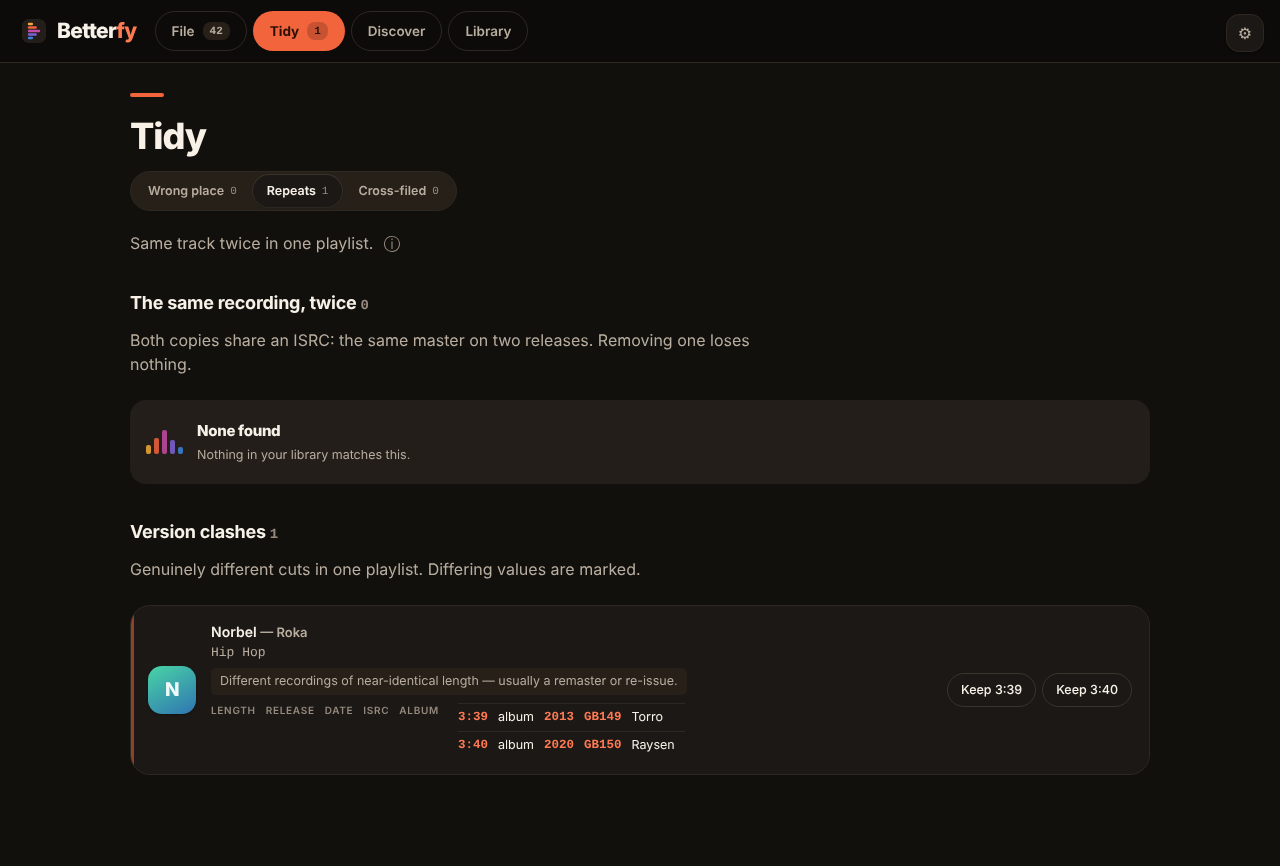 Betterfy File 42 Tidy 1 Discover Library ⚙
Tidy
Wrong place 0 Repeats 1 Cross-filed 0
Same track twice in one playlist. ⓘ
The same recording, twice 0
Both copies share an ISRC: the same master on two releases. Removing one loses
nothing.
None found
Nothing in your library matches this.
Version clashes 1
Genuinely different cuts in one playlist. Differing values are marked.
Norbel — Roka
Hip Hop
Different recordings of near-identical length — usually a remaster or re-issue.
N
Keep 3:39 Keep 3:40
LENGTH RELEASE DATE ISRC ALBUM
3:39 album 2013 GB149 Torro
3:40 album 2020 GB150 Raysen